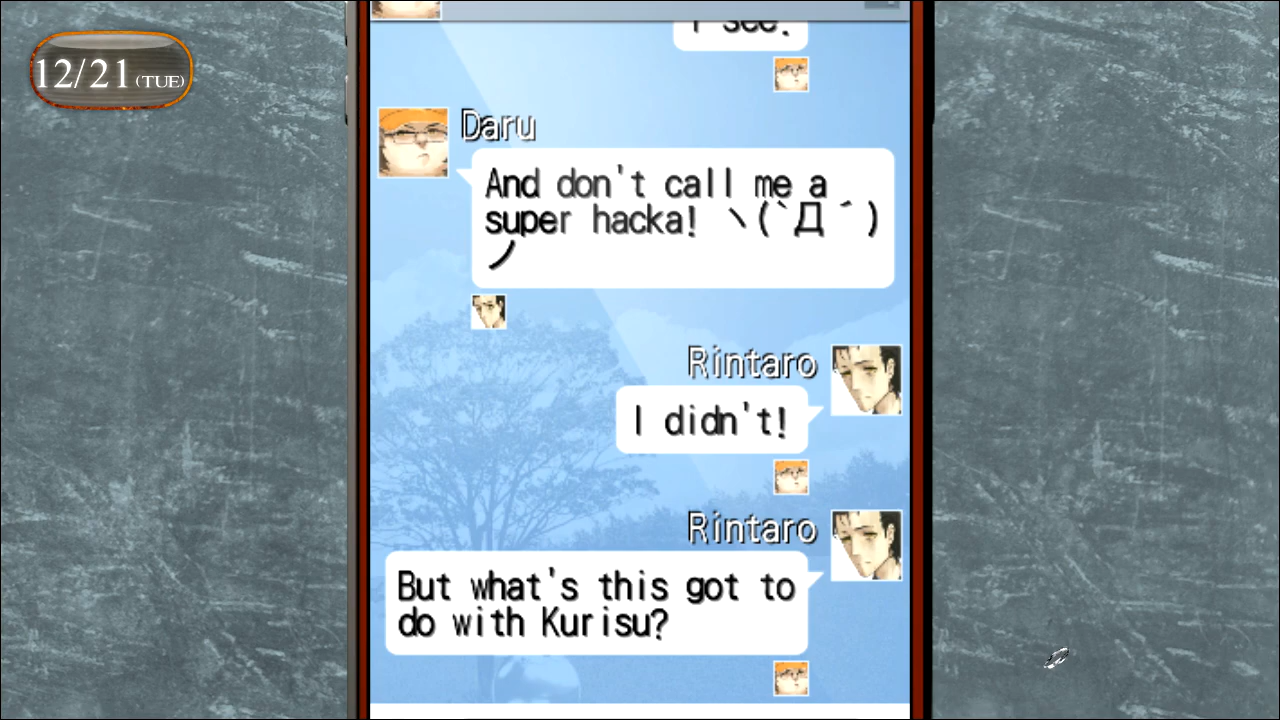 12/21(TUE)
I see.
Daru
And don't call me a
super hacka! ヽ(`Д´)
ノ
Rintaro
I didn't!
Rintaro
But what's this got to
do with Kurisu?